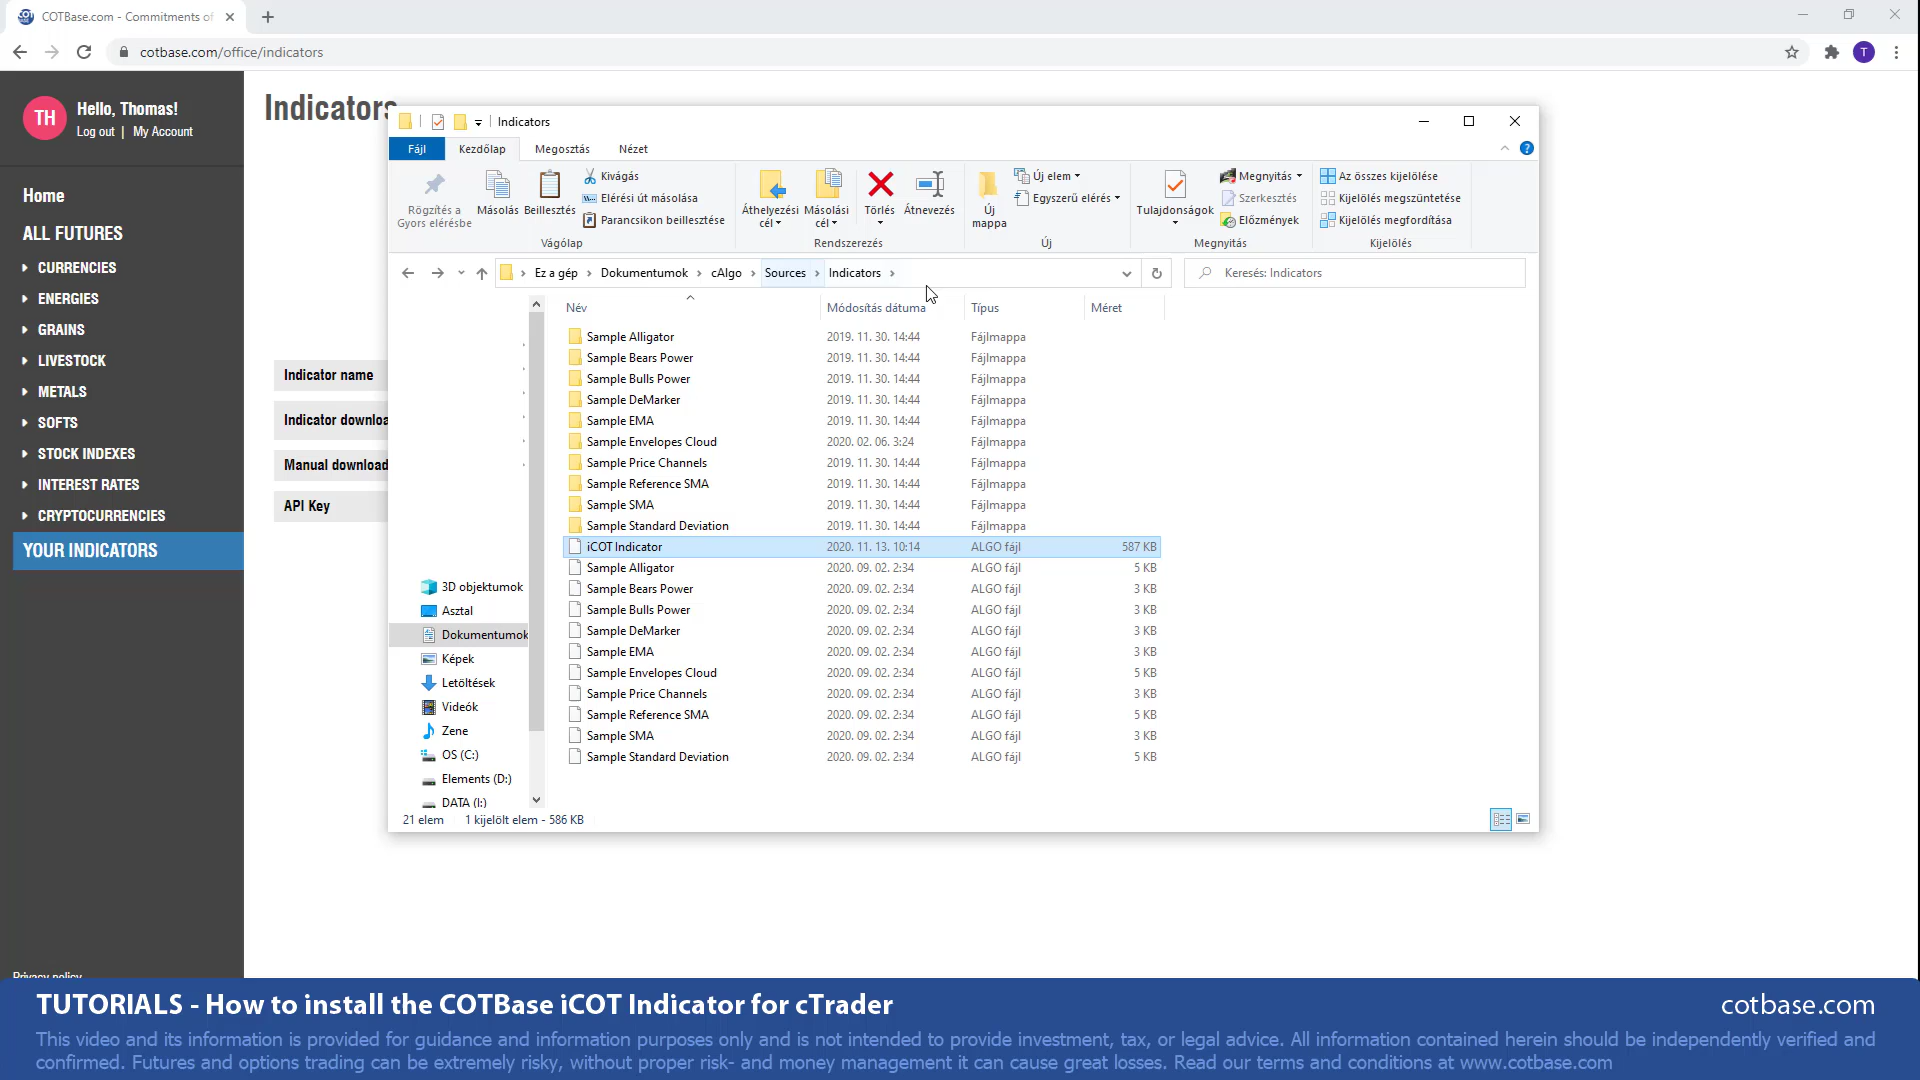 COTBase.com - Commitments of
cotbase.com/office/indicators
T
TH
Hello, Thomas!
Log out | My Account
Home
ALL FUTURES
CURRENCIES
ENERGIES
GRAINS
LIVESTOCK
METALS
SOFTS
STOCK INDEXES
INTEREST RATES
CRYPTOCURRENCIES
YOUR INDICATORS
Privacy policy
Indicators
Indicator name
Indicator downloa
Manual download
API Key
Indicators
Fájl Kezdőlap Megosztás Nézet
Rögzítés a Gyors elérésbe
Másolás
Beillesztés
Kivágás
Elérési út másolása
Parancsikon beillesztése
Vágólap
Áthelyezési cél
Másolási cél
Törlés
Átnevezés
Rendszerezés
Új mappa
Új elem
Egyszerű elérés
Új
Tulajdonságok
Megnyitás
Szerkesztés
Előzmények
Megnyitás
Az összes kijelölése
Kijelölés megszüntetése
Kijelölés megfordítása
Kijelölés
Ez a gép Dokumentumok cAlgo Sources Indicators
Keresés: Indicators
3D objektumok
Asztal
Dokumentumok
Képek
Letöltések
Videók
Zene
OS (C:)
Elements (D:)
DATA (I:)
Név Módosítás dátuma Típus Méret
Sample Alligator 2019. 11. 30. 14:44 Fájlmappa
Sample Bears Power 2019. 11. 30. 14:44 Fájlmappa
Sample Bulls Power 2019. 11. 30. 14:44 Fájlmappa
Sample DeMarker 2019. 11. 30. 14:44 Fájlmappa
Sample EMA 2019. 11. 30. 14:44 Fájlmappa
Sample Envelopes Cloud 2020. 02. 06. 3:24 Fájlmappa
Sample Price Channels 2019. 11. 30. 14:44 Fájlmappa
Sample Reference SMA 2019. 11. 30. 14:44 Fájlmappa
Sample SMA 2019. 11. 30. 14:44 Fájlmappa
Sample Standard Deviation 2019. 11. 30. 14:44 Fájlmappa
iCOT Indicator 2020. 11. 13. 10:14 ALGO fájl 587 KB
Sample Alligator 2020. 09. 02. 2:34 ALGO fájl 5 KB
Sample Bears Power 2020. 09. 02. 2:34 ALGO fájl 3 KB
Sample Bulls Power 2020. 09. 02. 2:34 ALGO fájl 3 KB
Sample DeMarker 2020. 09. 02. 2:34 ALGO fájl 3 KB
Sample EMA 2020. 09. 02. 2:34 ALGO fájl 3 KB
Sample Envelopes Cloud 2020. 09. 02. 2:34 ALGO fájl 5 KB
Sample Price Channels 2020. 09. 02. 2:34 ALGO fájl 3 KB
Sample Reference SMA 2020. 09. 02. 2:34 ALGO fájl 5 KB
Sample SMA 2020. 09. 02. 2:34 ALGO fájl 3 KB
Sample Standard Deviation 2020. 09. 02. 2:34 ALGO fájl 5 KB
21 elem 1 kijelölt elem - 586 KB
TUTORIALS - How to install the COTBase iCOT Indicator for cTrader
cotbase.com
This video and its information is provided for guidance and information purposes only and is not intended to provide investment, tax, or legal advice. All information contained herein should be independently verified and
confirmed. Futures and options trading can be extremely risky, without proper risk- and money management it can cause great losses. Read our terms and conditions at www.cotbase.com